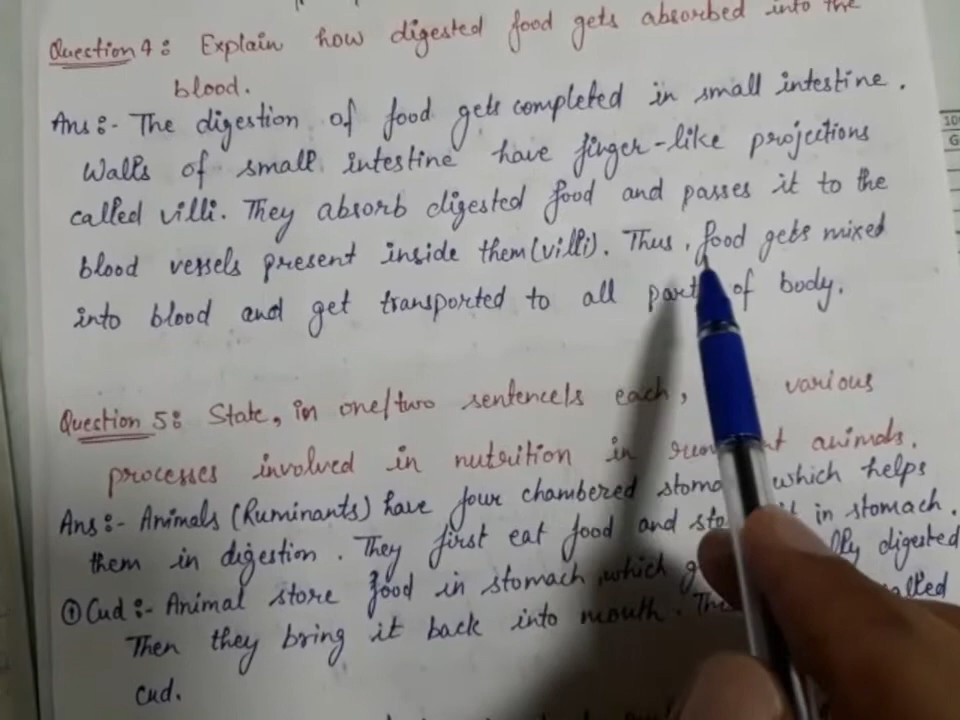 Question 4: Explain how digested food gets absorbed into the
blood.
Ans:- The digestion of food gets completed in small intestine.
Walls of small intestine have finger-like projections
called villi. They absorb digested food and passes it to the
blood vessels present inside them (villi). Thus, food gets mixed
into blood and get transported to all part of body.
Question 5: State, in one/two sentence/s each, various
processes involved in nutrition in animals.
Ans:- Animals (Ruminants) have four chambered which helps
them in digestion. They first eat food and in stomach.
① Cud:- Animal store food in stomach, which digested
Then they bring it back into mouth.
cud.
10
G